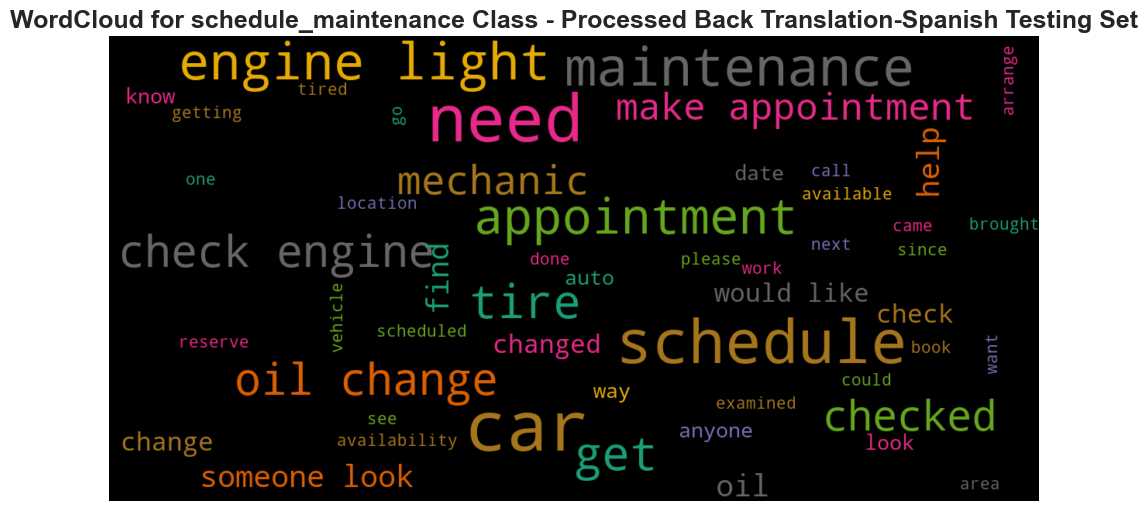 WordCloud for schedule_maintenance Class - Processed Back Translation-Spanish Testing Set
engine light
maintenance
arrange
know
tired
getting
go
need
make appointment
help
one
mechanic
date
call
available
location
appointment
came
brought
check engine
find
done
please
next
since
work
auto
vehicle
tire
would like
scheduled
check
reserve
changed
schedule
book
want
oil change
way
could
see
car
examined
checked
change
availability
get
anyone
look
someone look
oil
area